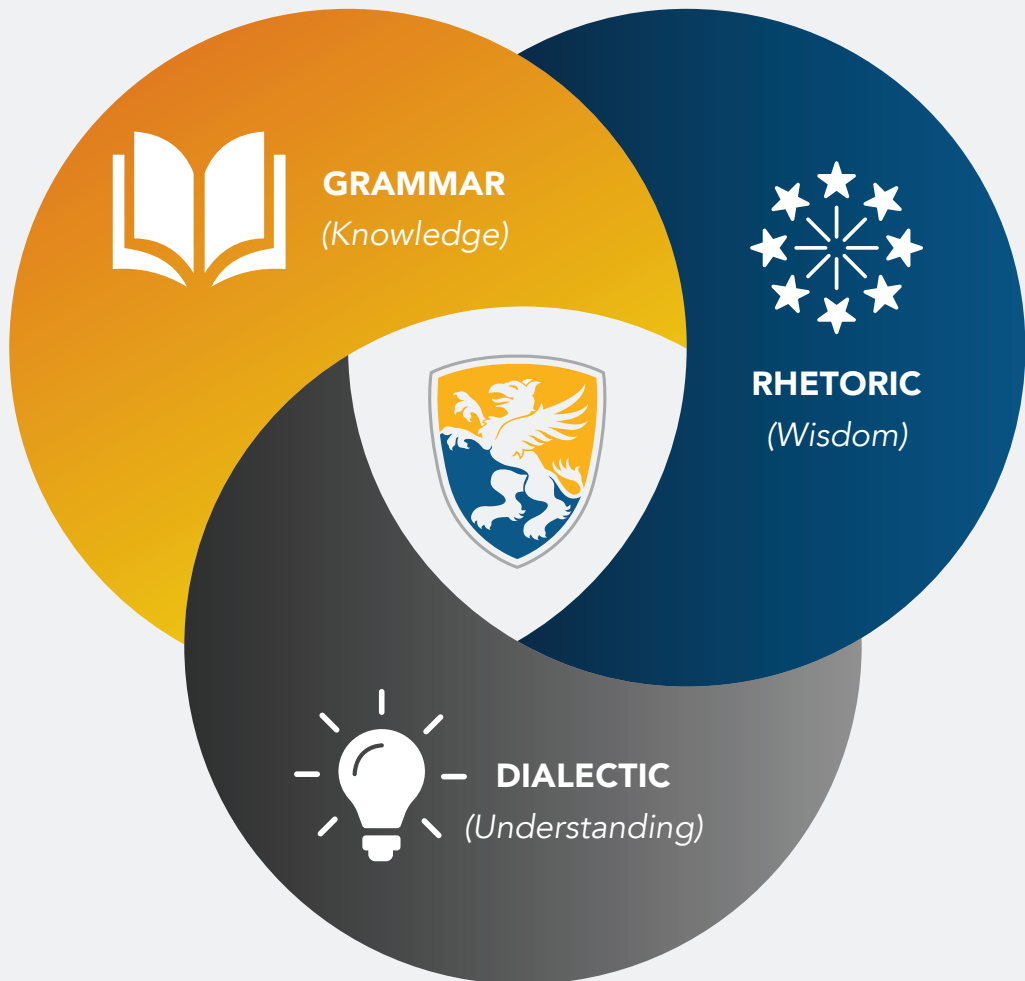 GRAMMAR
(Knowledge)
RHETORIC
(Wisdom)
DIALECTIC
(Understanding)